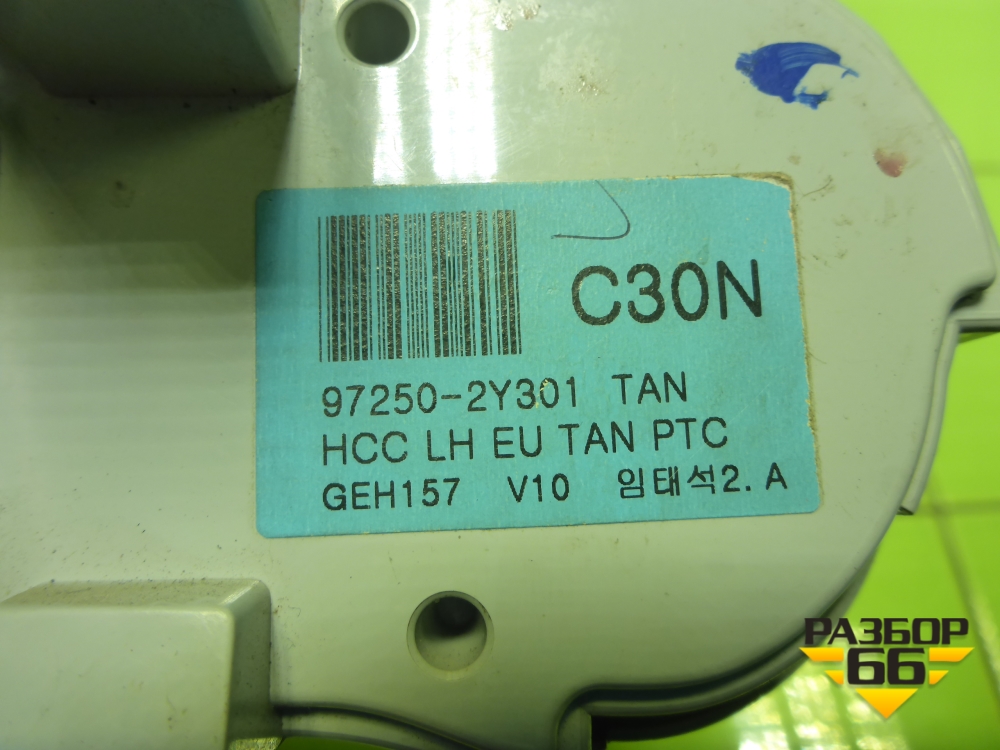 C30N
97250-2Y301 TAN
HCC LH EU TAN PTC
GEH157 V10 임태석2. A
РАЗБОР
66